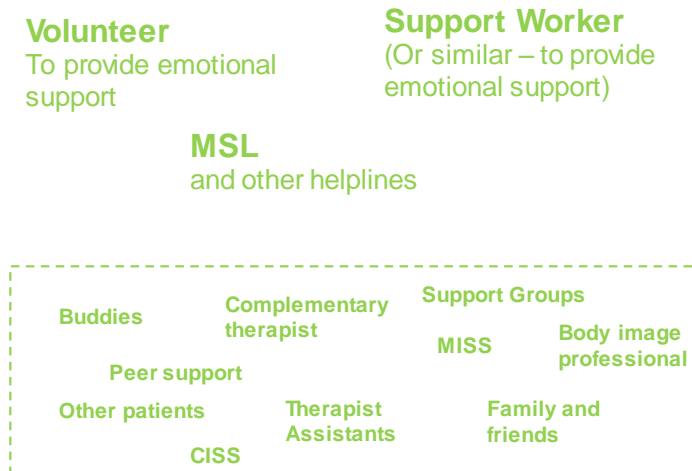 Volunteer
To provide emotional
support
Support Worker
(Or similar – to provide
emotional support)
MSL
and other helplines
Buddies
Complementary
therapist
Support Groups
MISS
Body image
professional
Peer support
Other patients
Therapist
Assistants
Family and
friends
CISS